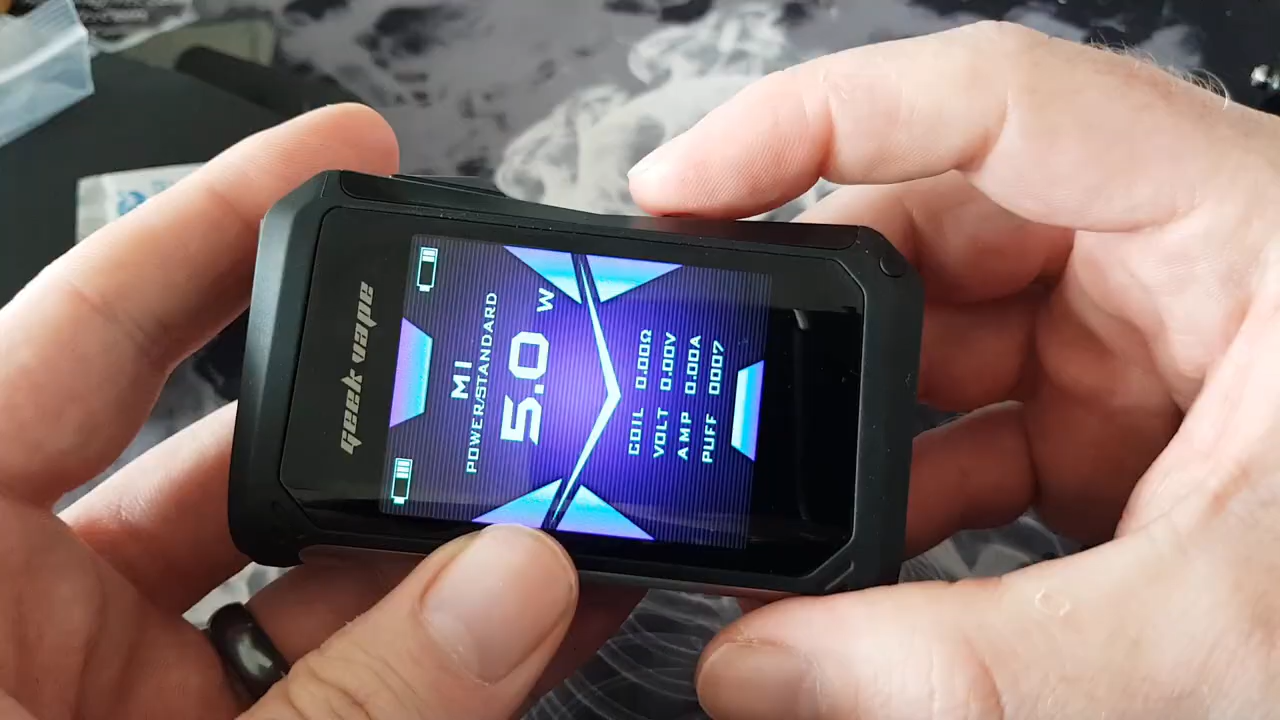 geek vape
M1
POWER/STANDARD
5.0 W
COIL 0.00Ω
VOLT 0.00V
AMP 0.00A
PUFF 0007